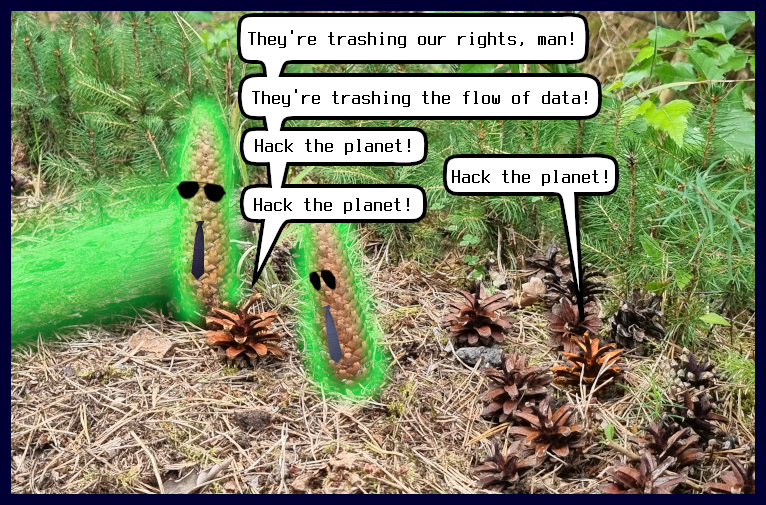 They're trashing our rights, man!
They're trashing the flow of data!
Hack the planet!
Hack the planet!
Hack the planet!